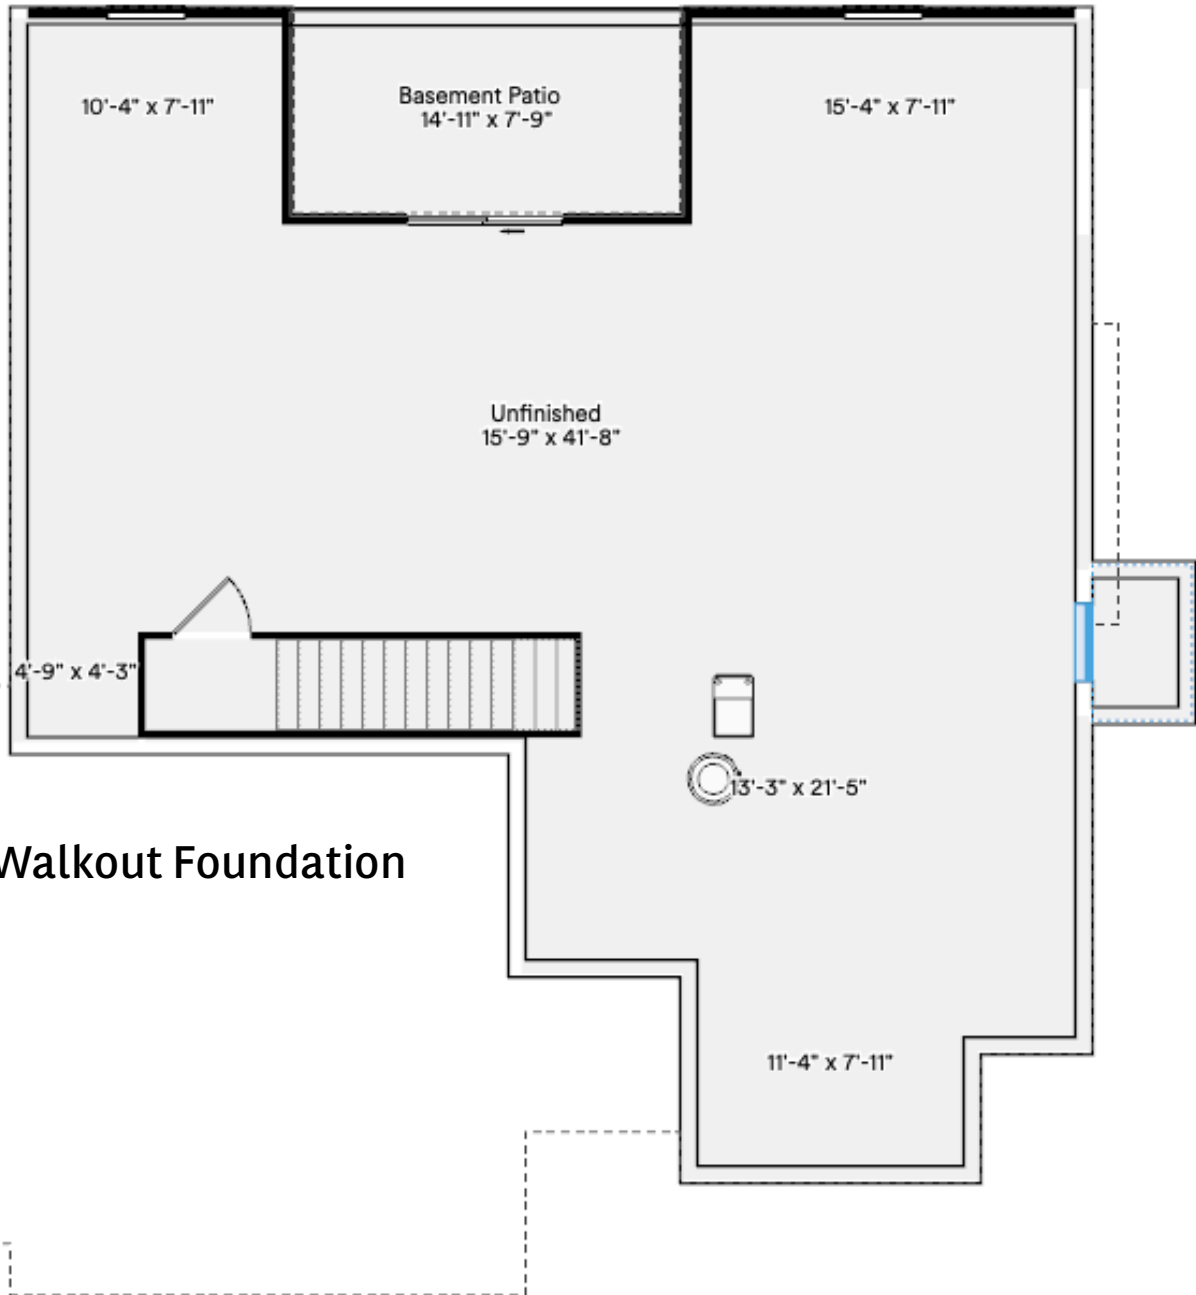 10'-4" x 7'-11"
Basement Patio
14'-11" x 7'-9"
15'-4" x 7'-11"
Unfinished
15'-9" x 41'-8"
4'-9" x 4'-3"
13'-3" x 21'-5"
Walkout Foundation
11'-4" x 7'-11"